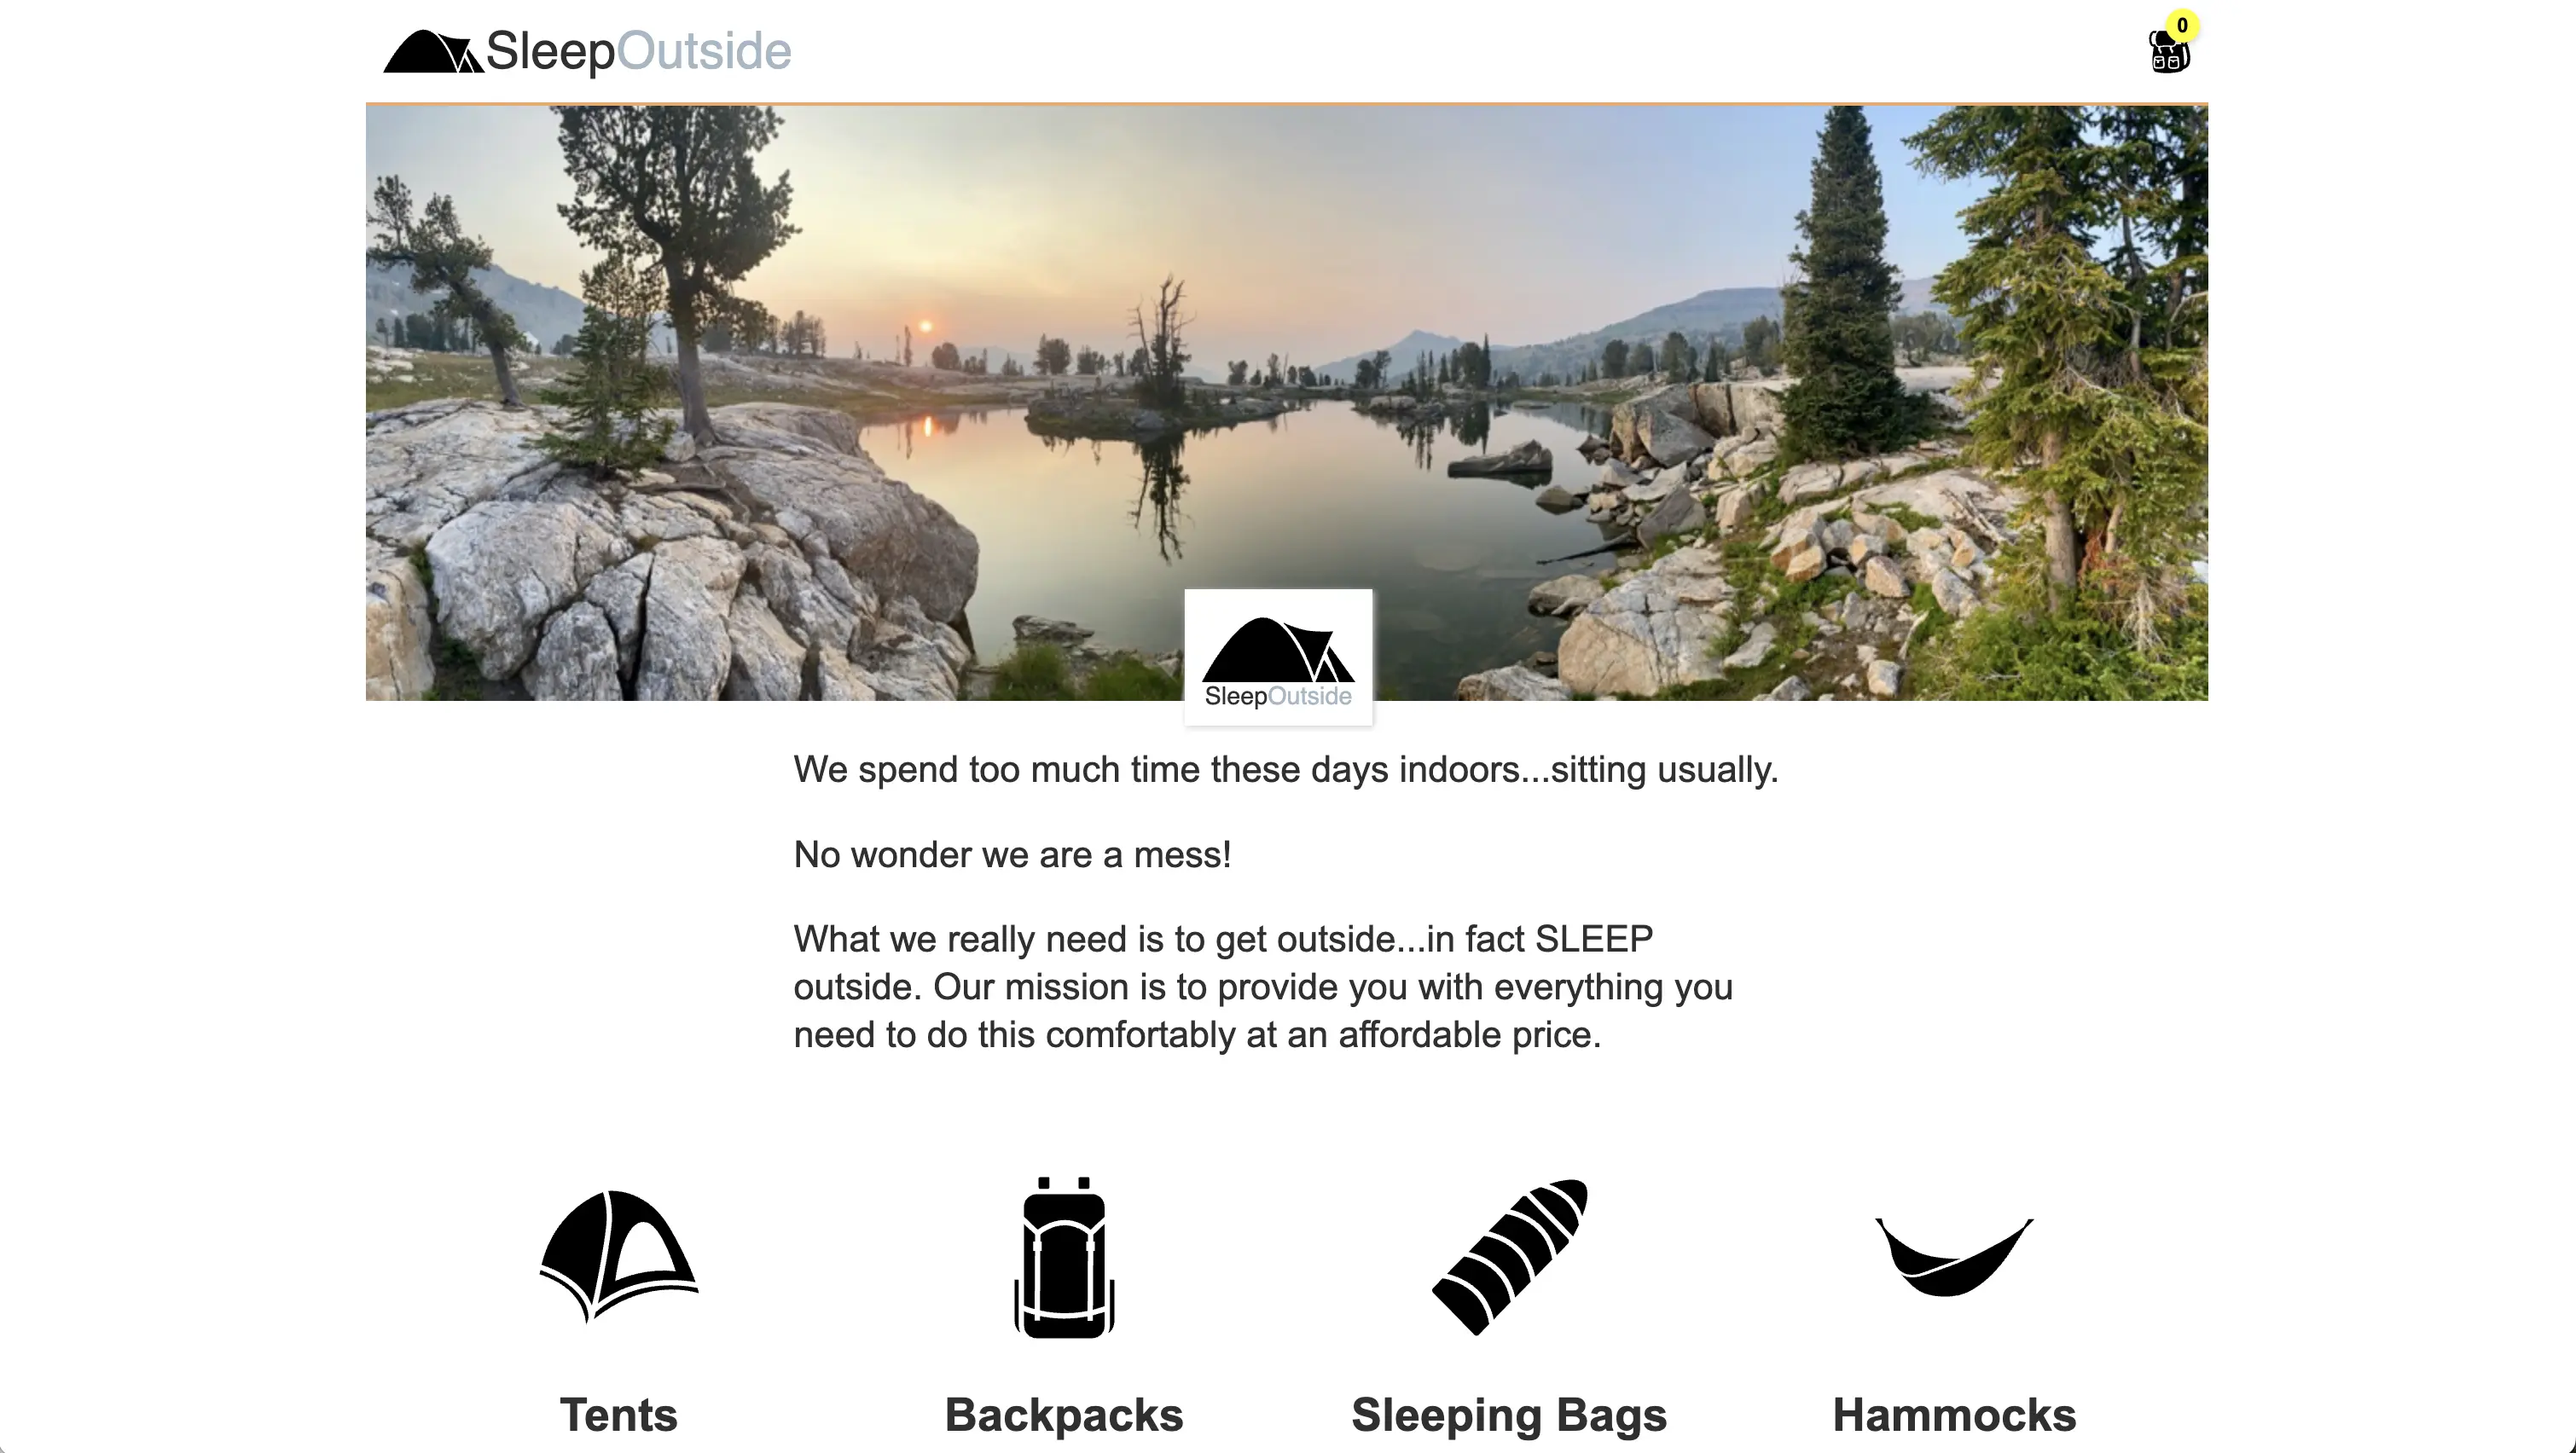 SleepOutside
0
SleepOutside
We spend too much time these days indoors...sitting usually.
No wonder we are a mess!
What we really need is to get outside...in fact SLEEP
outside. Our mission is to provide you with everything you
need to do this comfortably at an affordable price.
Tents
Backpacks
Sleeping Bags
Hammocks